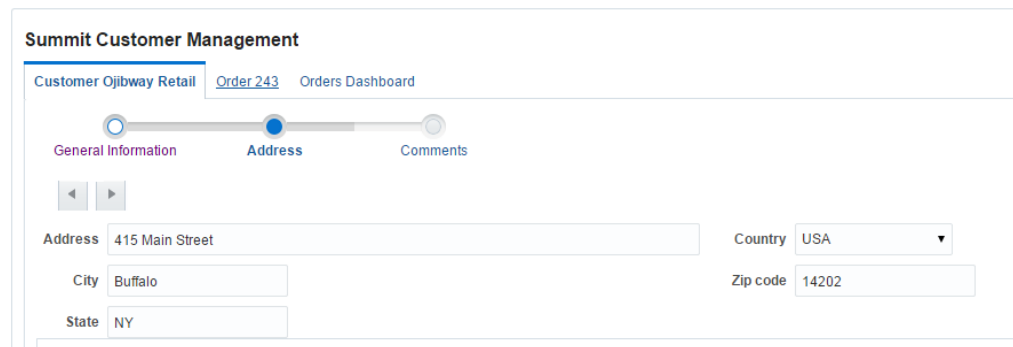 Summit Customer Management
Customer Ojibway Retail Order 243 Orders Dashboard
General Information Address Comments
Address 415 Main Street Country USA
City Buffalo Zip code 14202
State NY